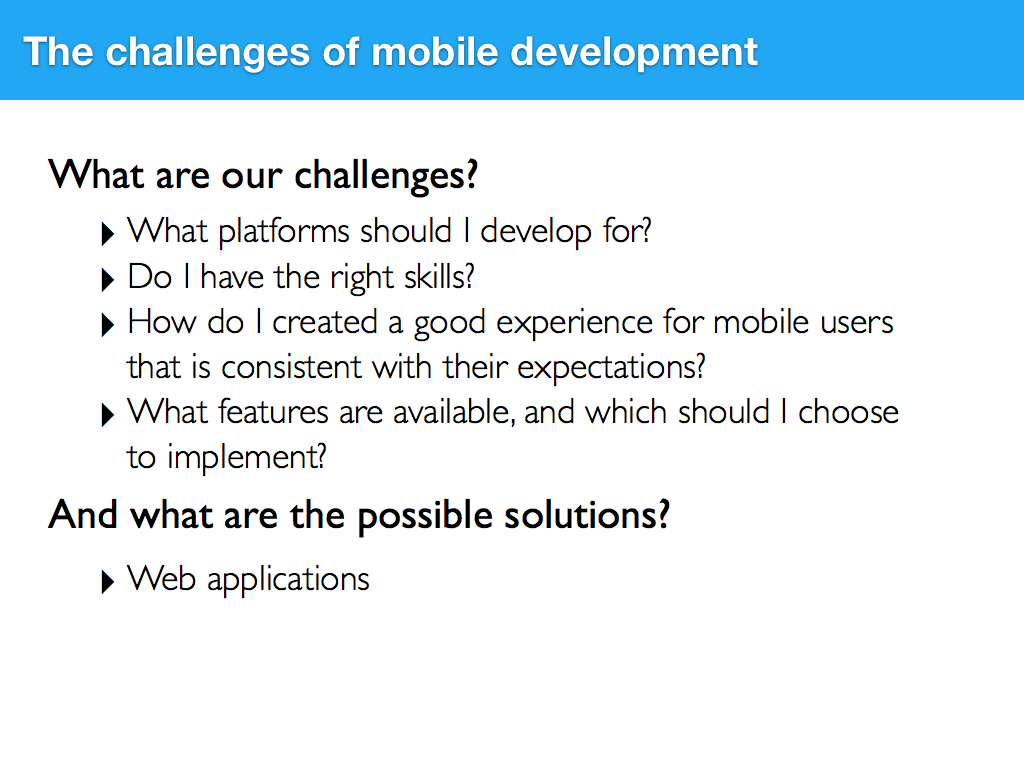 The challenges of mobile development
What are our challenges?
What platforms should I develop for?
Do I have the right skills?
How do I created a good experience for mobile users
that is consistent with their expectations?
What features are available, and which should I choose
to implement?
And what are the possible solutions?
Web applications